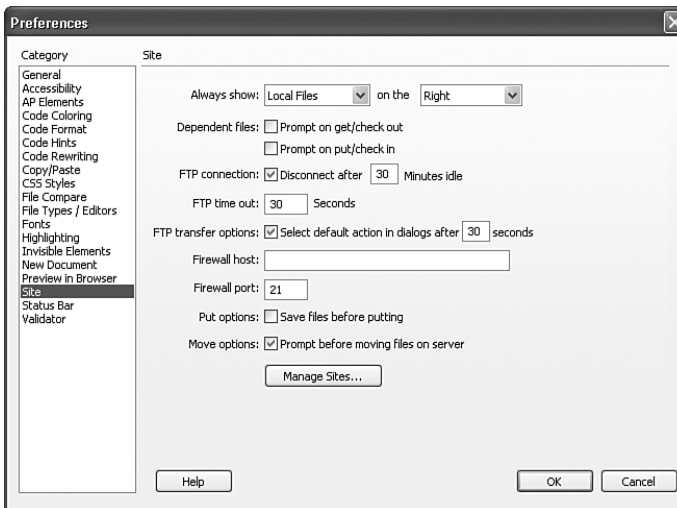 Preferences
Category
General
Accessibility
AP Elements
Code Coloring
Code Format
Code Hints
Code Rewriting
Copy/Paste
CSS Styles
File Compare
File Types / Editors
Fonts
Highlighting
Invisible Elements
New Document
Preview in Browser
Site
Status Bar
Validator
Site
Always show: Local Files on the Right
Dependent files: Prompt on get/check out
Prompt on put/check in
FTP connection: Disconnect after 30 Minutes idle
FTP time out: 30 Seconds
FTP transfer options: Select default action in dialogs after 30 seconds
Firewall host:
Firewall port: 21
Put options: Save files before putting
Move options: Prompt before moving files on server
Manage Sites...
Help OK Cancel